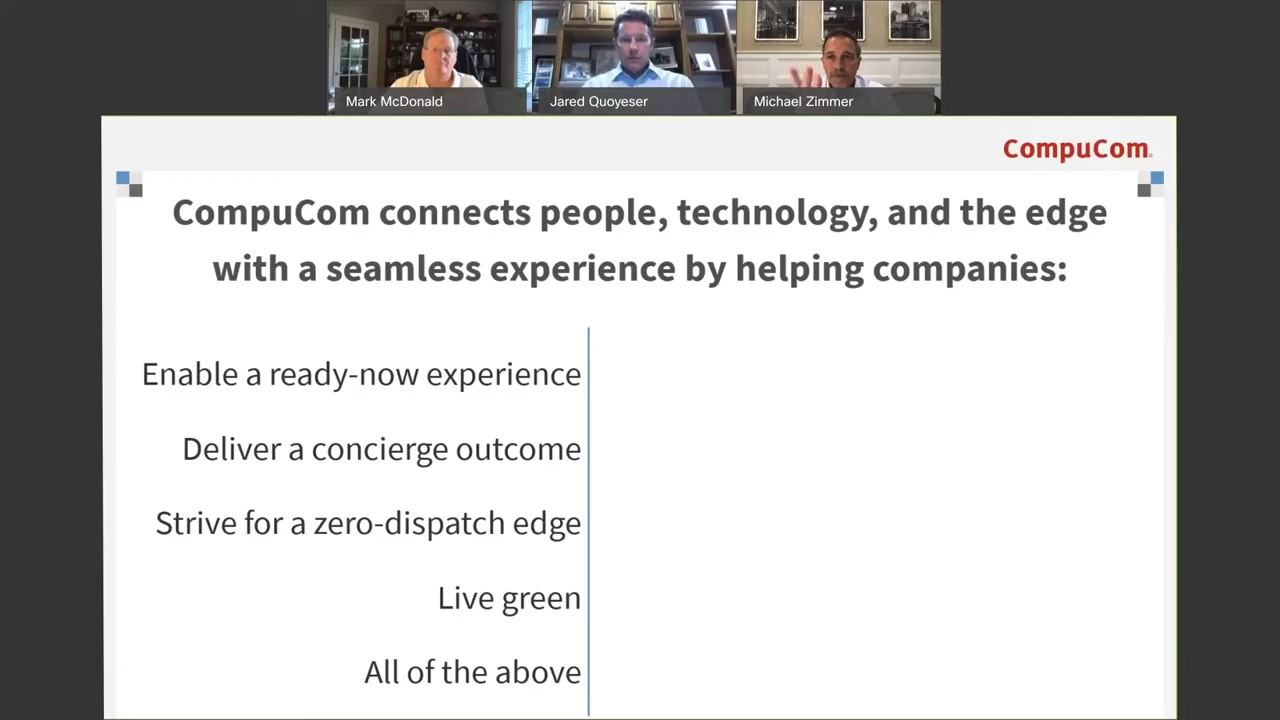 Mark McDonald
Jared Quoyeser
Michael Zimmer
CompuCom
CompuCom connects people, technology, and the edge
with a seamless experience by helping companies:
Enable a ready-now experience
Deliver a concierge outcome
Strive for a zero-dispatch edge
Live green
All of the above